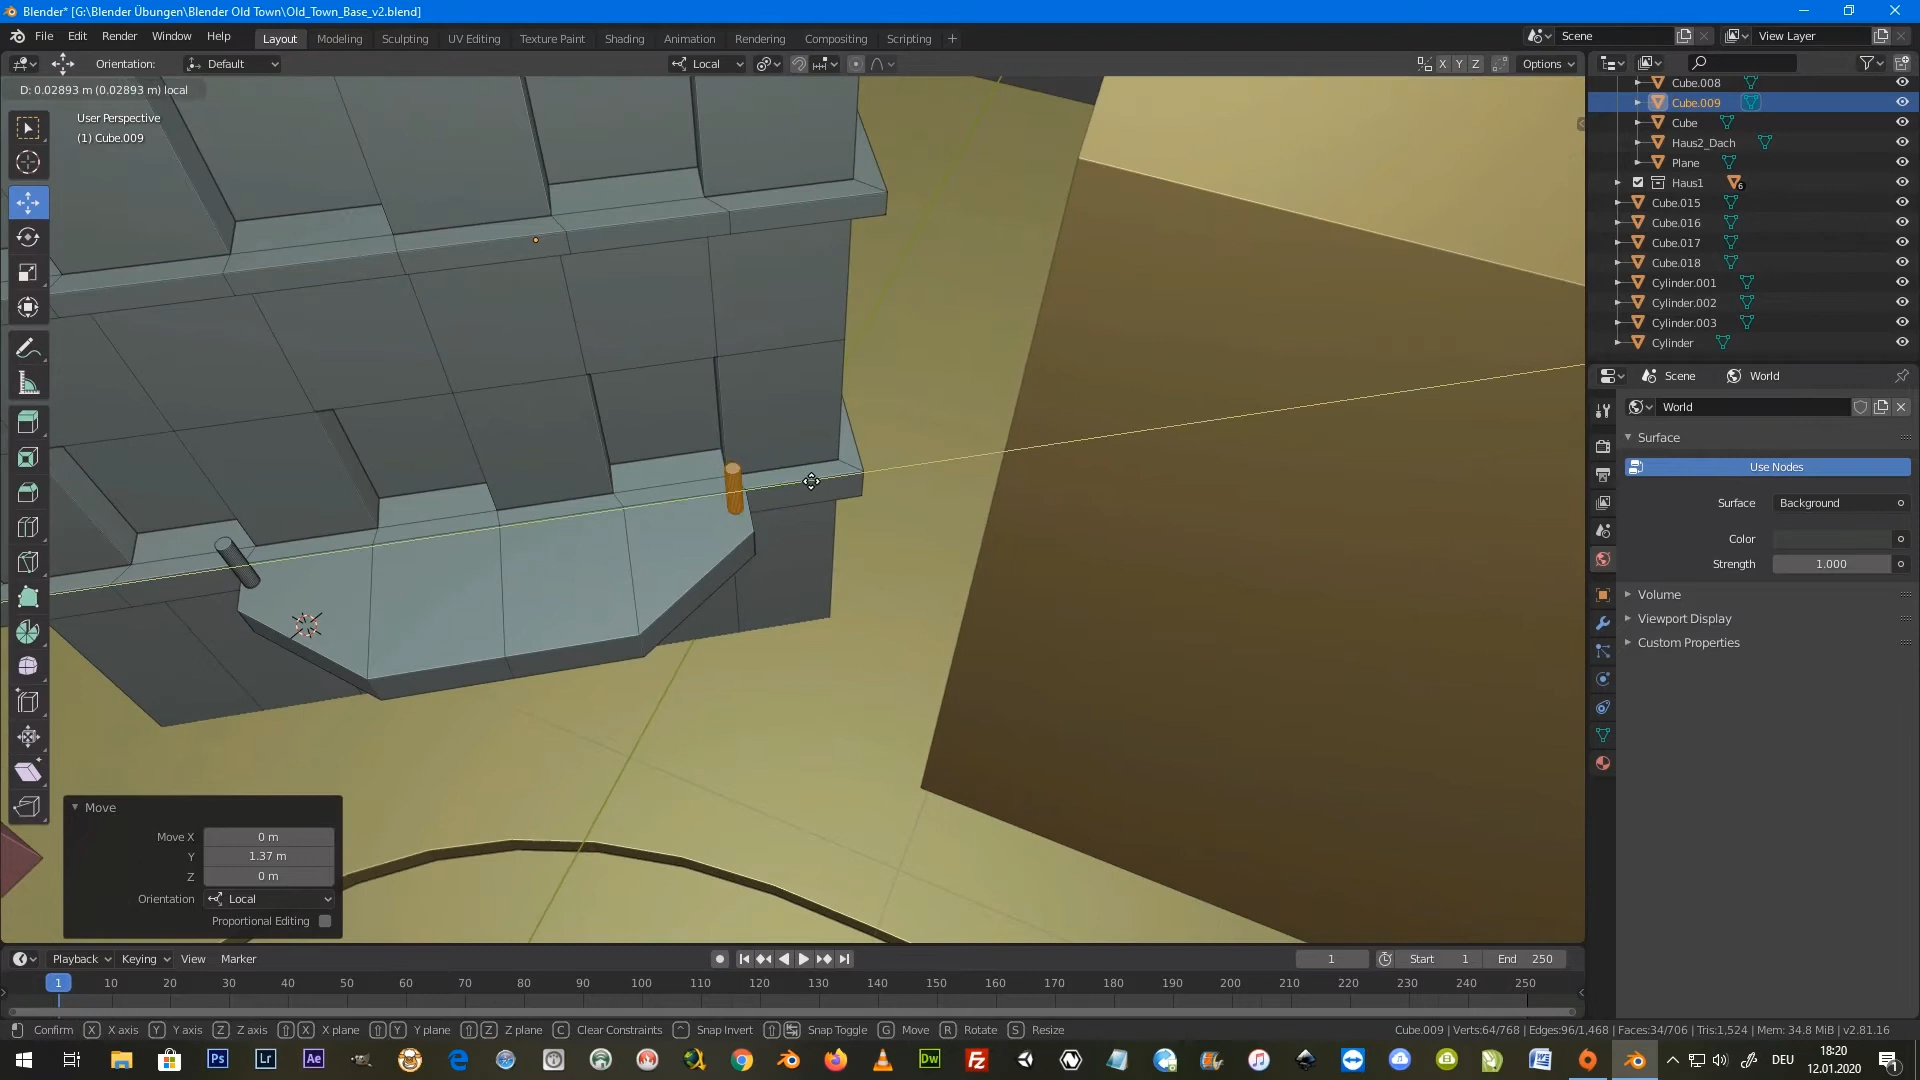 Blender* [G:\Blender Übungen\Blender Old Town\Old_Town_Base_v2.blend]
File Edit Render Window Help
Layout Modeling Sculpting UV Editing Texture Paint Shading Animation Rendering Compositing Scripting
Scene
View Layer
Orientation: Default
Local
X Y Z
Options
D: 0.02893 m (0.02893 m) local
User Perspective
(1) Cube.009
Cube.008
Cube.009
Cube
Haus2_Dach
Plane
Haus1
6
Cube.015
Cube.016
Cube.017
Cube.018
Cylinder.001
Cylinder.002
Cylinder.003
Cylinder
Scene World
World
Surface
Use Nodes
Surface Background
Color
Strength 1.000
Volume
Viewport Display
Custom Properties
Move
Move X 0 m
Y 1.37 m
Z 0 m
Orientation Local
Proportional Editing
Playback Keying View Marker
1
Start 1
End 250
1 10 20 30 40 50 60 70 80 90 100 110 120 130 140 150 160 170 180 190 200 210 220 230 240 250
Confirm X X axis Y Y axis Z Z axis X X plane Y Y plane Z Z plane C Clear Constraints ^ Snap Invert Snap Toggle G Move R Rotate S Resize
Cube.009 | Verts:64/768 | Edges:96/1,468 | Faces:34/706 | Tris:1,524 | Mem: 34.8 MiB | v2.81.16
Ps Lr Ae Dw Fz
DEU
18:20
12.01.2020
1